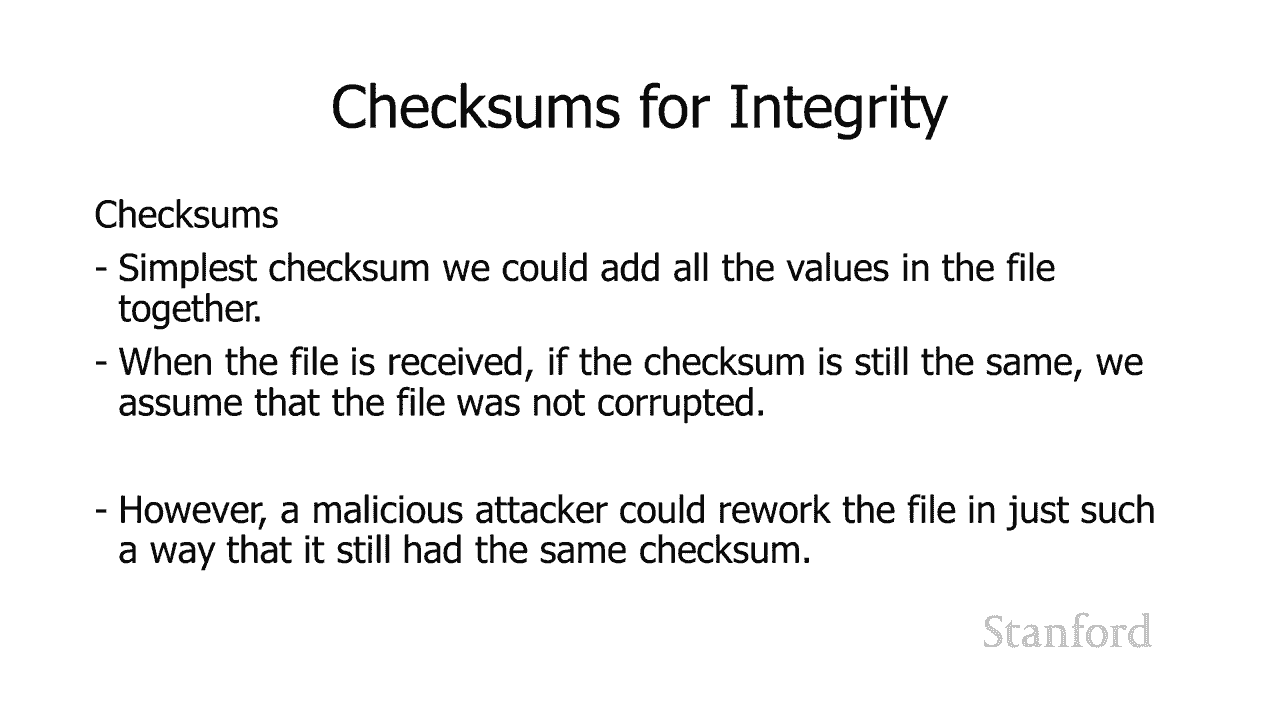 Checksums for Integrity
Checksums
- Simplest checksum we could add all the values in the file
together.
- When the file is received, if the checksum is still the same, we
assume that the file was not corrupted.
- However, a malicious attacker could rework the file in just such
a way that it still had the same checksum.
Stanford